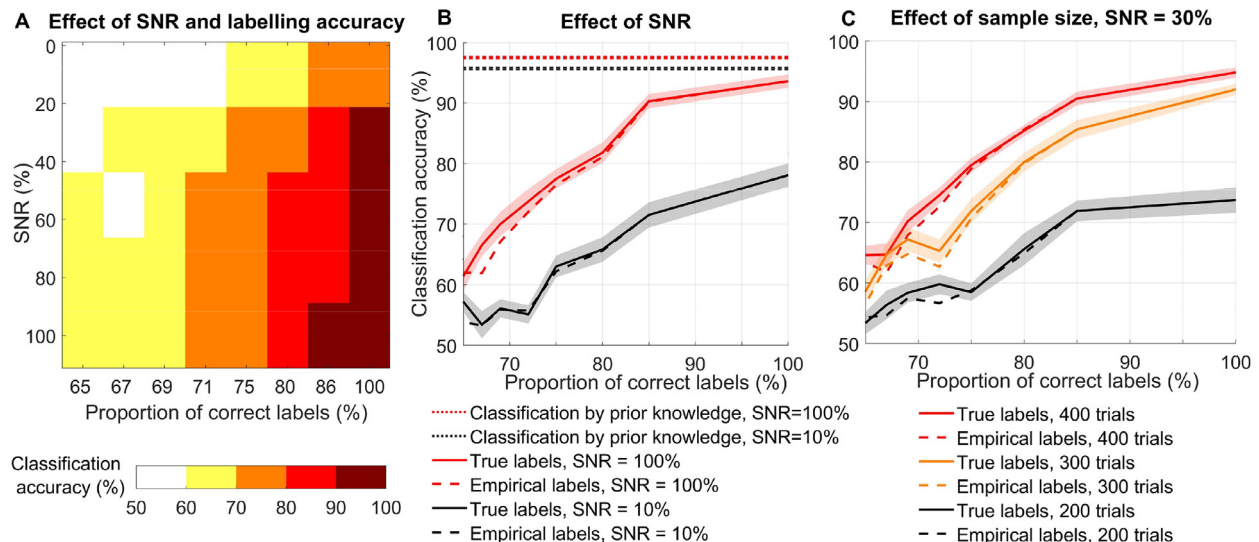 A Effect of SNR and labelling accuracy
0
20
40
60
80
100
SNR (%)
65 67 69 71 75 80 86 100
Proportion of correct labels (%)
Classification
accuracy (%)
50 60 70 80 90 100
B Effect of SNR
100
90
80
70
60
50
Classification accuracy (%)
70 80 90 100
Proportion of correct labels (%)
Classification by prior knowledge, SNR=100%
Classification by prior knowledge, SNR=10%
True labels, SNR = 100%
Empirical labels, SNR = 100%
True labels, SNR = 10%
Empirical labels, SNR = 10%
C Effect of sample size, SNR = 30%
100
90
80
70
60
50
70 80 90 100
Proportion of correct labels (%)
True labels, 400 trials
Empirical labels, 400 trials
True labels, 300 trials
Empirical labels, 300 trials
True labels, 200 trials
Empirical labels, 200 trials